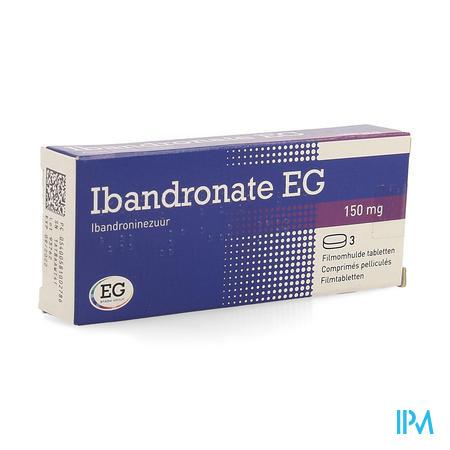 Ibandronate EG
Ibandroninezuur
150 mg
3
Filmomhulde tabletten
Comprimés pelliculés
Filmtabletten
EG
IPM